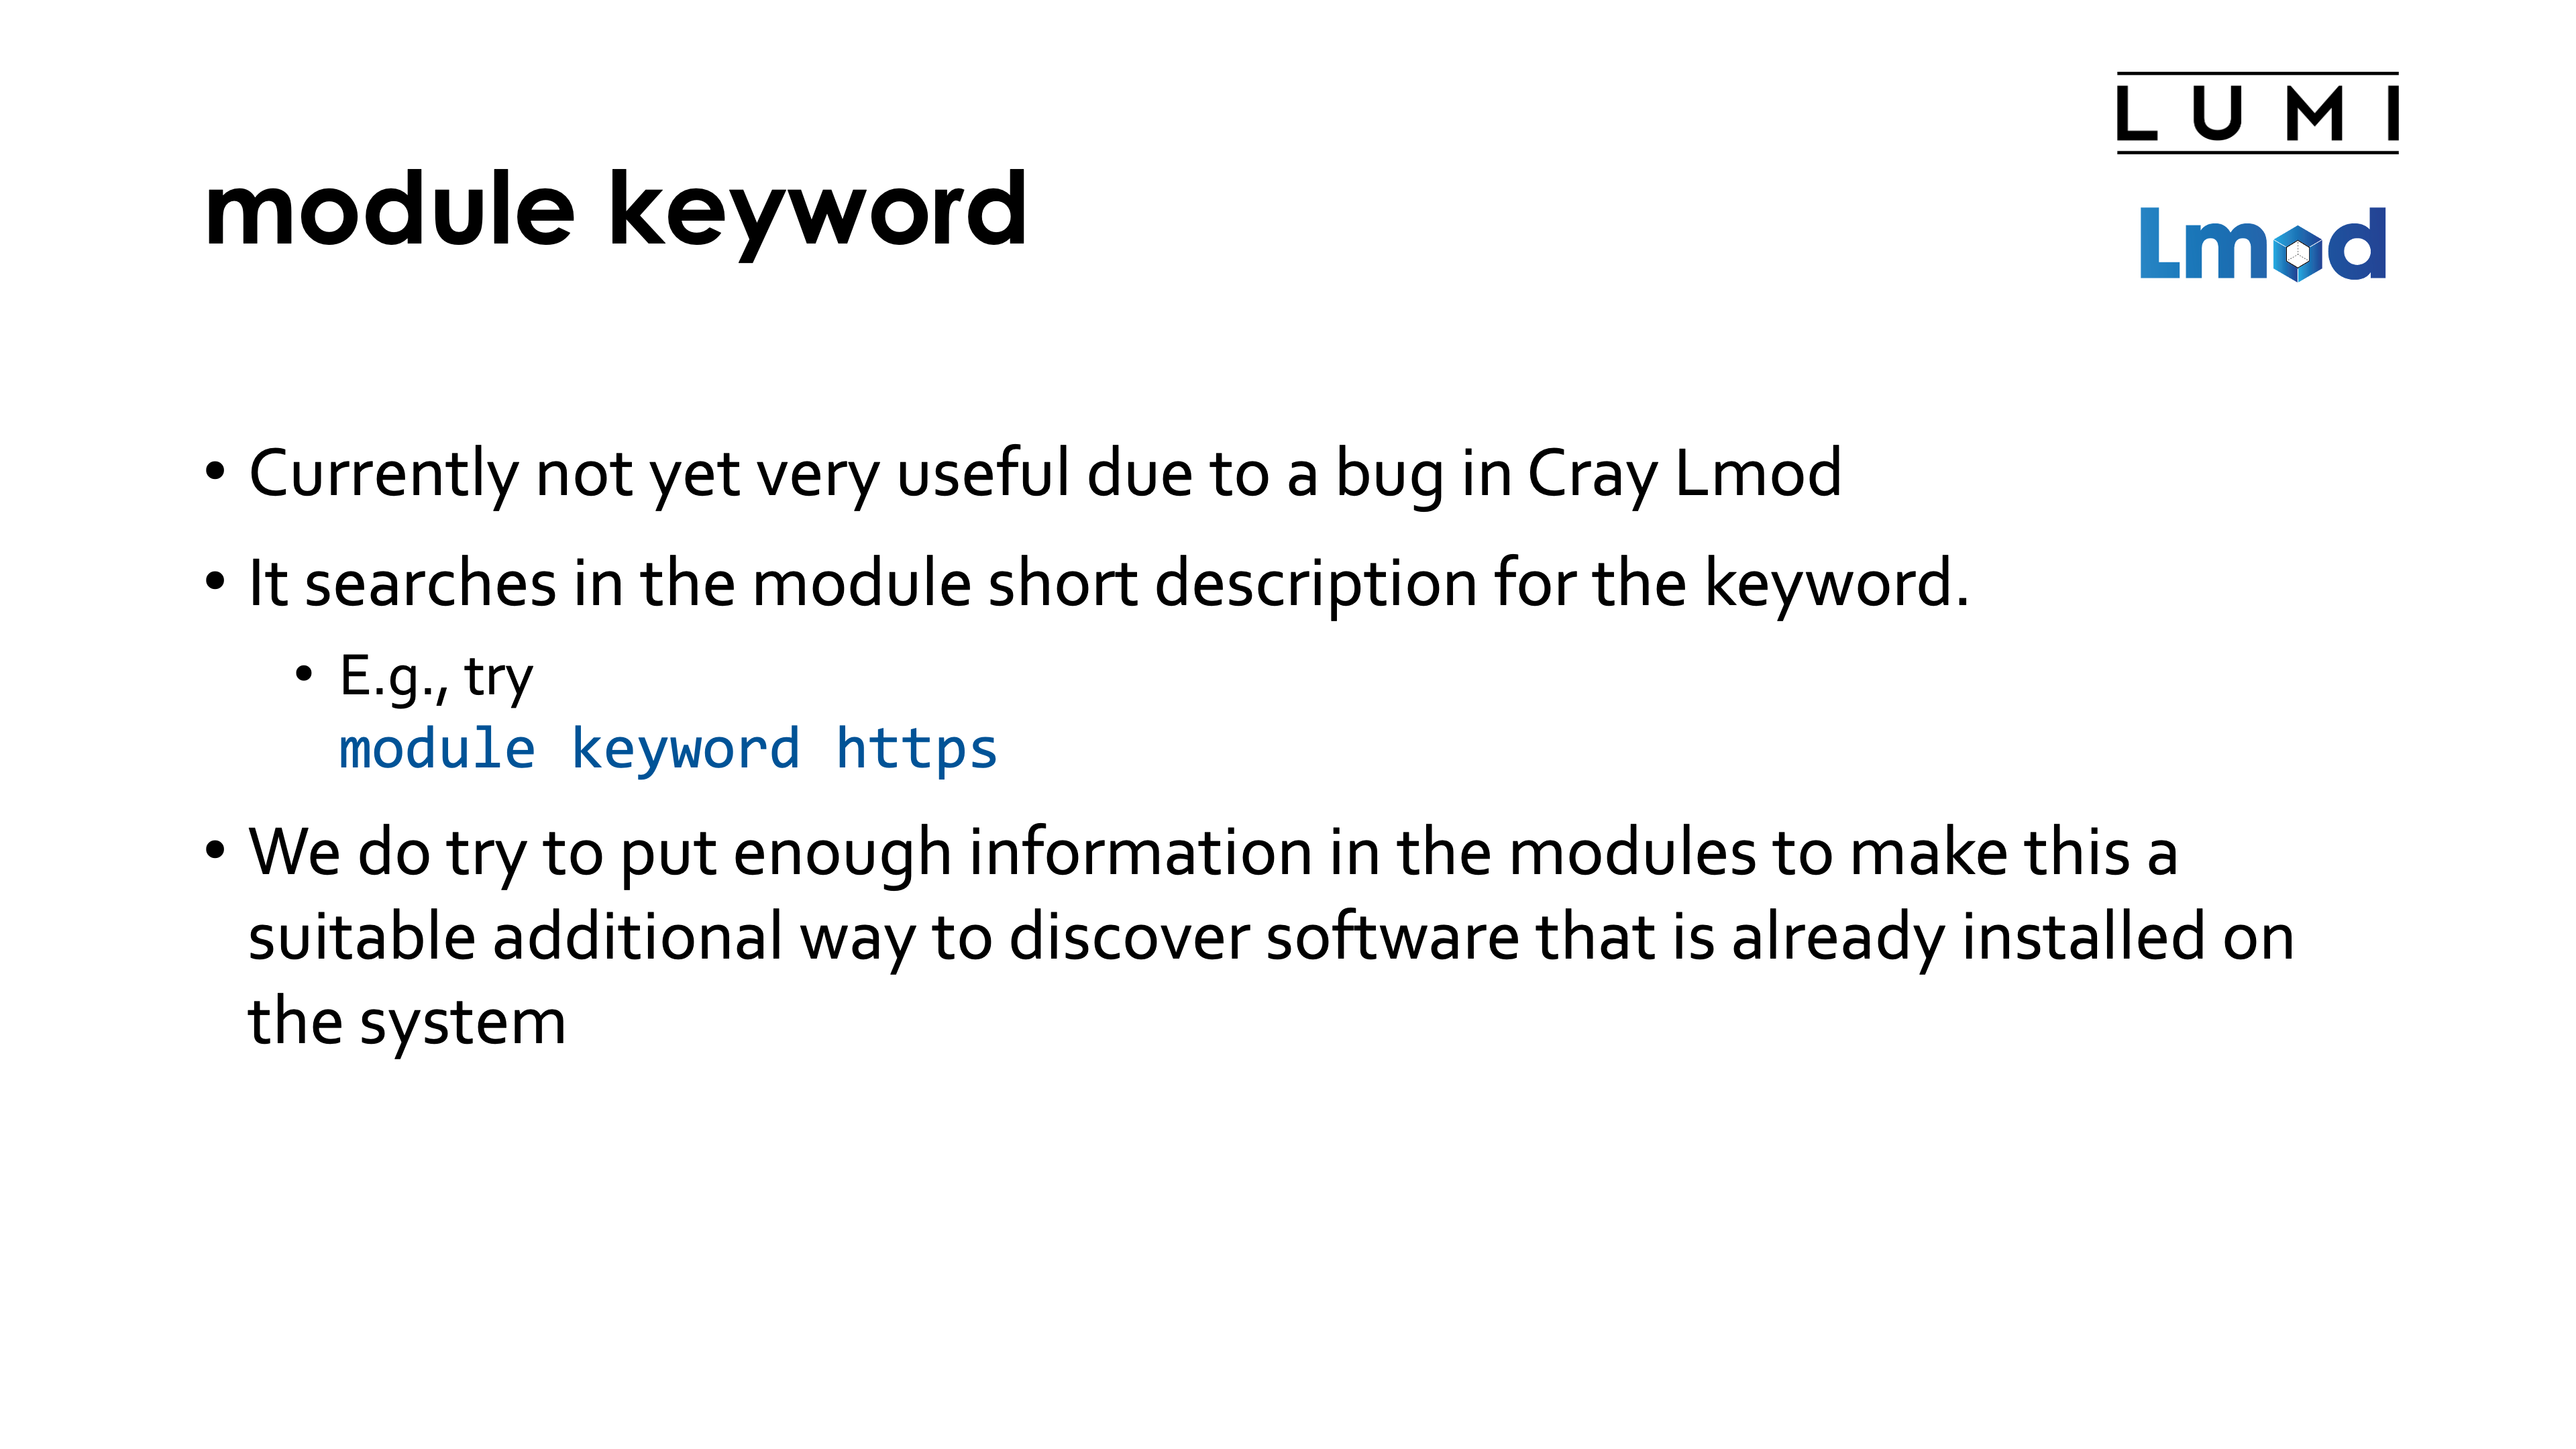 LUMI
module keyword
Lmod
• Currently not yet very useful due to a bug in Cray Lmod
• It searches in the module short description for the keyword.
• E.g., try
module keyword https
• We do try to put enough information in the modules to make this a
suitable additional way to discover software that is already installed on
the system